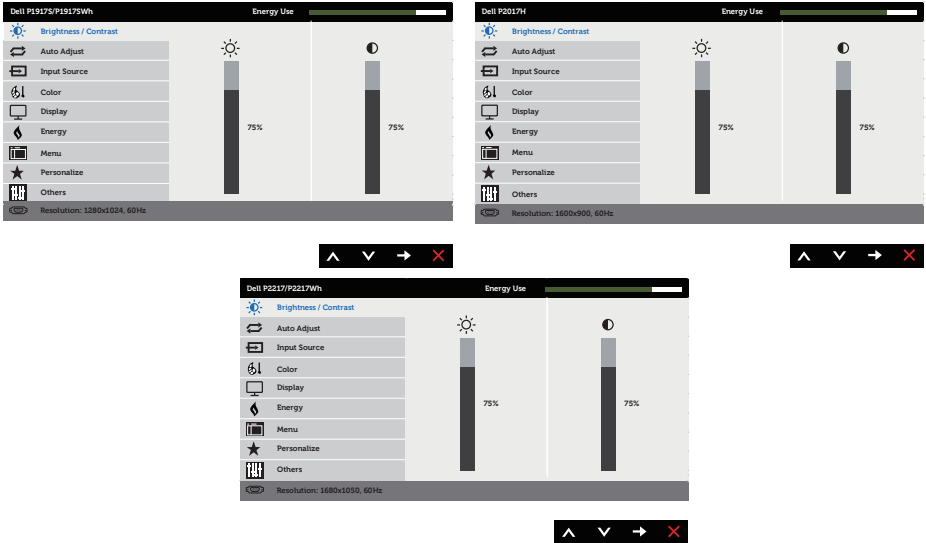 Dell P1917S/P1917SWh Energy Use
Brightness / Contrast
Auto Adjust
Input Source
Color
Display
Energy
Menu
Personalize
Others
75% 75%
Resolution: 1280x1024, 60Hz
Dell P2017H Energy Use
Brightness / Contrast
Auto Adjust
Input Source
Color
Display
Energy
Menu
Personalize
Others
75% 75%
Resolution: 1600x900, 60Hz
Dell P2217/P2217Wh Energy Use
Brightness / Contrast
Auto Adjust
Input Source
Color
Display
Energy
Menu
Personalize
Others
75% 75%
Resolution: 1680x1050, 60Hz